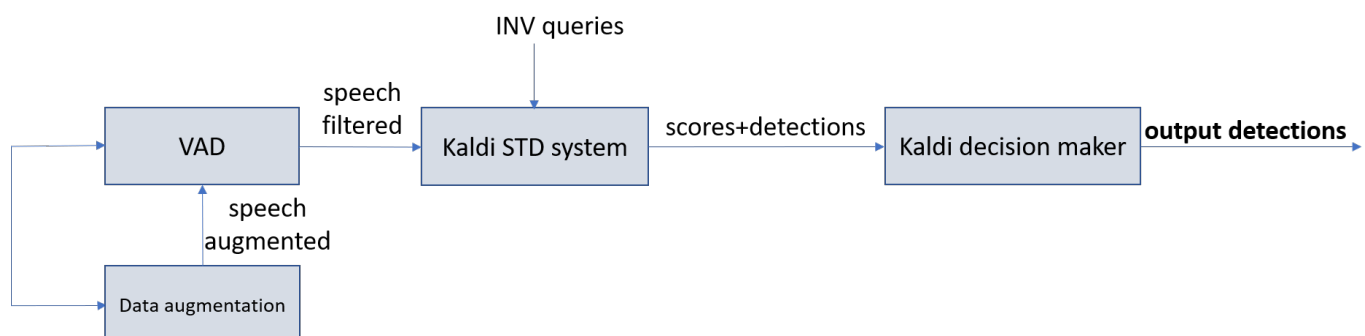 INV queries
speech
filtered
VAD
Kaldi STD system
scores+detections
Kaldi decision maker
output detections
speech
augmented
Data augmentation